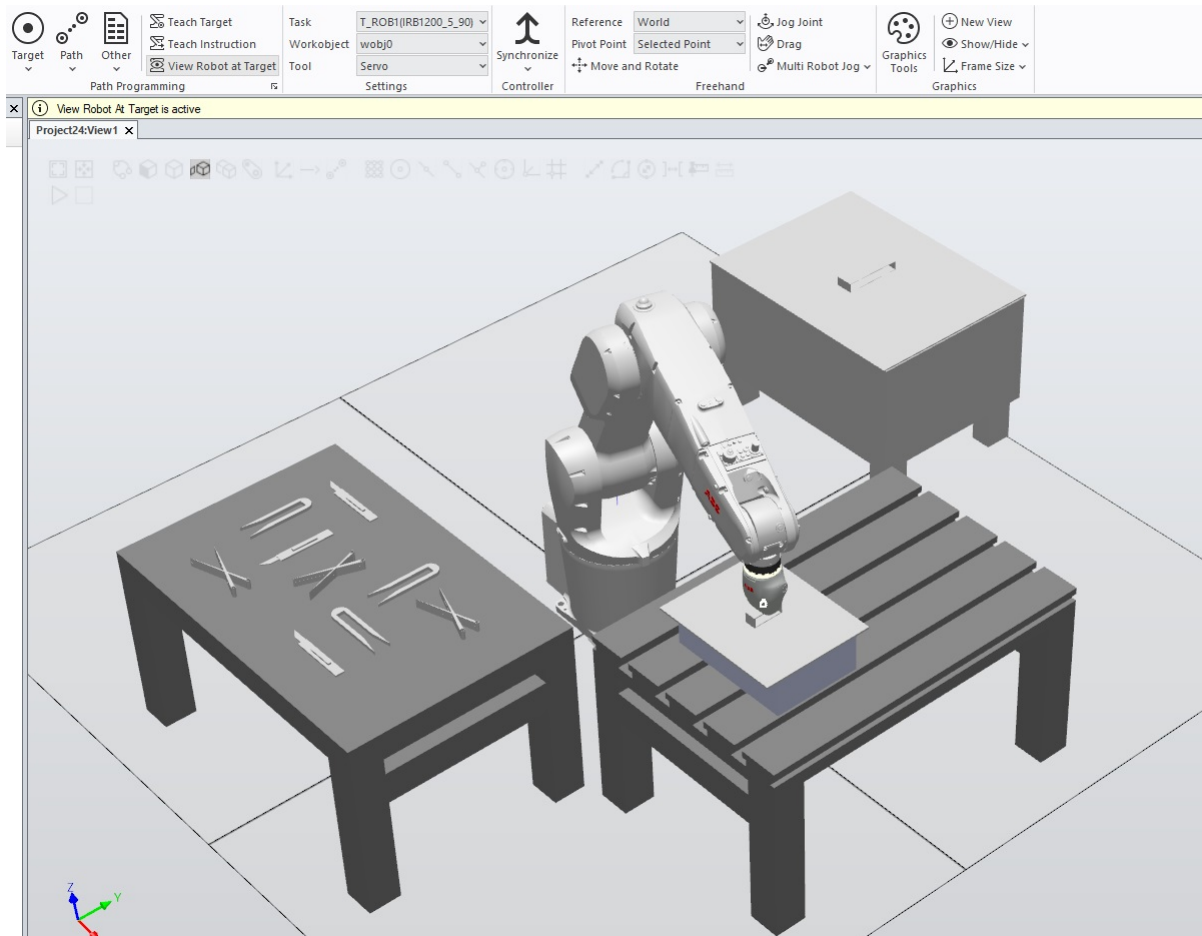 Teach Target
Teach Instruction
View Robot at Target
Target
Path
Other
Path Programming
Task
T_ROB1(IRB1200_5_90)
Workobject
wobj0
Tool
Servo
Settings
Synchronize
Controller
Reference
World
Pivot Point
Selected Point
Move and Rotate
Jog Joint
Drag
Multi Robot Jog
Freehand
Graphics
Tools
New View
Show/Hide
Frame Size
Graphics
View Robot At Target is active
Project24:View1
ABB
Z
Y